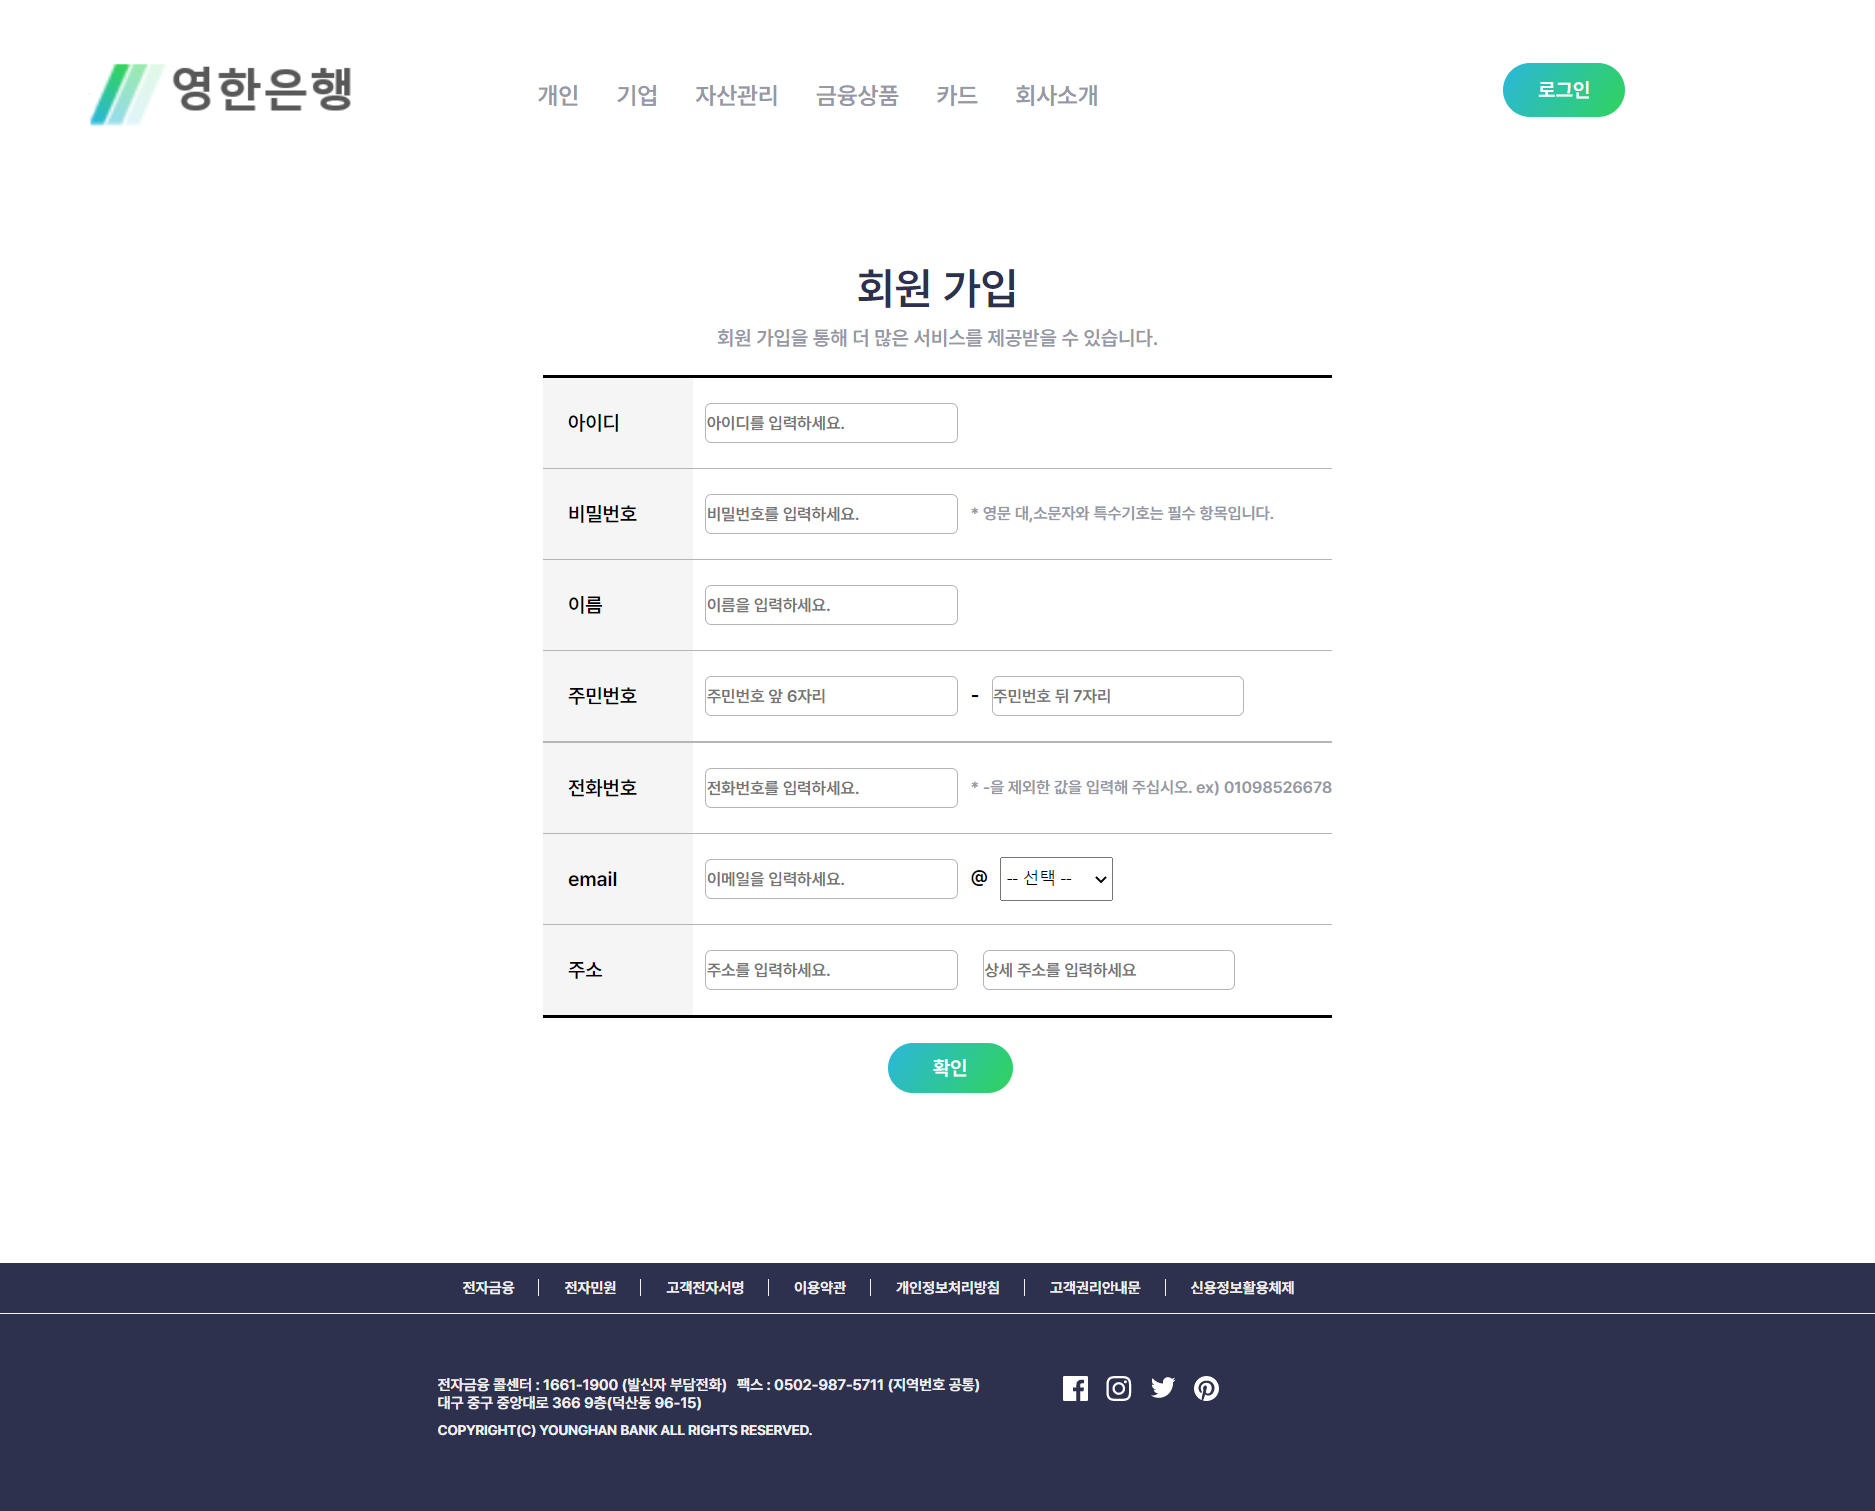 영한은행
개인 기업 자산관리 금융상품 카드 회사소개
로그인
회원 가입
회원 가입을 통해 더 많은 서비스를 제공받을 수 있습니다.
아이디 아이디를 입력하세요.
비밀번호 비밀번호를 입력하세요. * 영문 대,소문자와 특수기호는 필수 항목입니다.
이름 이름을 입력하세요.
주민번호 주민번호 앞 6자리 - 주민번호 뒤 7자리
전화번호 전화번호를 입력하세요. * -을 제외한 값을 입력해 주십시오. ex) 01098526678
email 이메일을 입력하세요. @ -- 선택 --
주소 주소를 입력하세요. 상세 주소를 입력하세요
확인
전자금융 전자민원 고객전자서명 이용약관 개인정보처리방침 고객권리안내문 신용정보활용체제
전자금융 콜센터 : 1661-1900 (발신자 부담전화) 팩스 : 0502-987-5711 (지역번호 공통)
대구 중구 중앙대로 366 9층(덕산동 96-15)
COPYRIGHT(C) YOUNGHAN BANK ALL RIGHTS RESERVED.